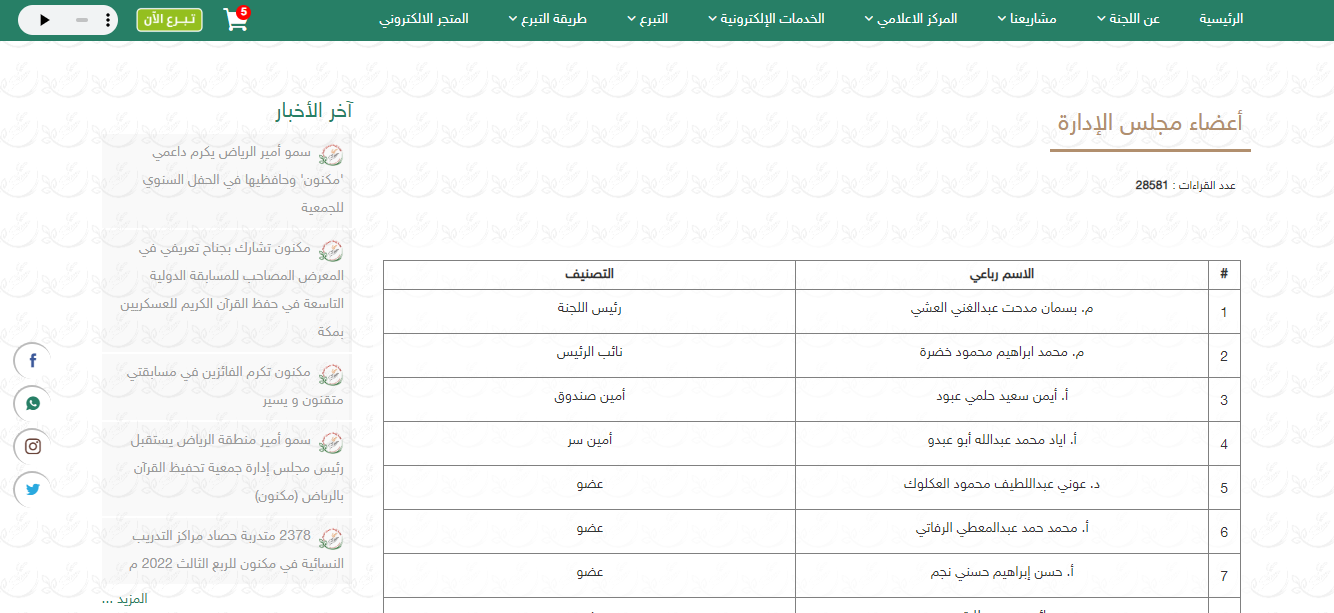 الرئيسية عن اللجنة مشاريعنا المركز الاعلامي الخدمات الإلكترونية التبرع طريقة التبرع المتجر الالكتروني 5 تبرع الآن
أعضاء مجلس الإدارة
عدد القراءات : 28581
# الاسم رباعي التصنيف
1 م. بسمان مدحت عبدالغني العشي رئيس اللجنة
2 م. محمد ابراهيم محمود خضرة نائب الرئيس
3 أ. أيمن سعيد حلمي عبود أمين صندوق
4 أ. اياد محمد عبدالله أبو عبدو أمين سر
5 د. عوني عبداللطيف محمود العكلوك عضو
6 أ. محمد حمد عبدالمعطي الرفاتي عضو
7 أ. حسن إبراهيم حسني نجم عضو
آخر الأخبار
سمو أمير الرياض يكرم داعمي
'مكنون' وحافظيها في الحفل السنوي
للجمعية
مكنون تشارك بجناح تعريفي في
المعرض المصاحب للمسابقة الدولية
التاسعة في حفظ القرآن الكريم للعسكريين
بمكة
مكنون تكرم الفائزين في مسابقتي
متقنون و يسير
سمو أمير منطقة الرياض يستقبل
رئيس مجلس إدارة جمعية تحفيظ القرآن
بالرياض (مكنون)
2378 متدربة حصاد مراكز التدريب
النسائية في مكنون للربع الثالث 2022 م
المزيد ...